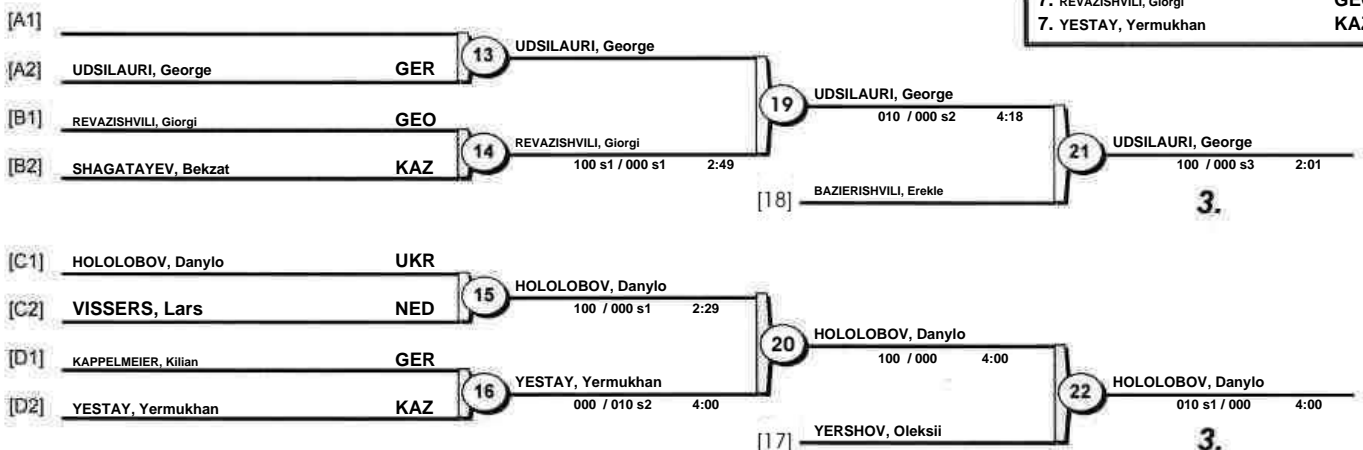 7. REVAZISHVILI, Giorgi GEO
7. YESTAY, Yermukhan KAZ
[A1]
13
UDSILAURI, George
[A2] UDSILAURI, George GER
19
UDSILAURI, George
010 / 000 s2 4:18
[B1] REVAZISHVILI, Giorgi GEO
14
REVAZISHVILI, Giorgi
100 s1 / 000 s1 2:49
[B2] SHAGATAYEV, Bekzat KAZ
21
UDSILAURI, George
100 / 000 s3 2:01
[18] BAZIERISHVILI, Erekle
3.
[C1] HOLOLOBOV, Danylo UKR
15
HOLOLOBOV, Danylo
100 / 000 s1 2:29
[C2] VISSERS, Lars NED
20
HOLOLOBOV, Danylo
100 / 000 4:00
[D1] KAPPELMEIER, Kilian GER
16
YESTAY, Yermukhan
000 / 010 s2 4:00
[D2] YESTAY, Yermukhan KAZ
22
HOLOLOBOV, Danylo
010 s1 / 000 4:00
[17] YERSHOV, Oleksii
3.